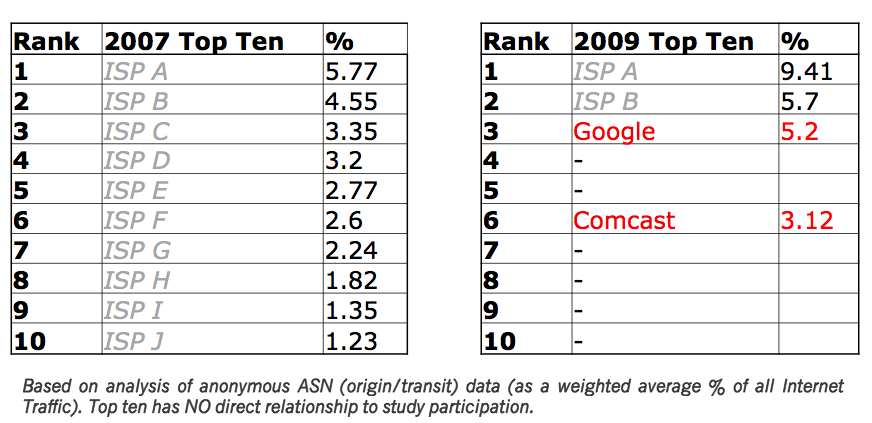 Rank 2007 Top Ten %
1 ISP A 5.77
2 ISP B 4.55
3 ISP C 3.35
4 ISP D 3.2
5 ISP E 2.77
6 ISP F 2.6
7 ISP G 2.24
8 ISP H 1.82
9 ISP I 1.35
10 ISP J 1.23
Rank 2009 Top Ten %
1 ISP A 9.41
2 ISP B 5.7
3 Google 5.2
4 -
5 -
6 Comcast 3.12
7 -
8 -
9 -
10 -
Based on analysis of anonymous ASN (origin/transit) data (as a weighted average % of all Internet
Traffic). Top ten has NO direct relationship to study participation.